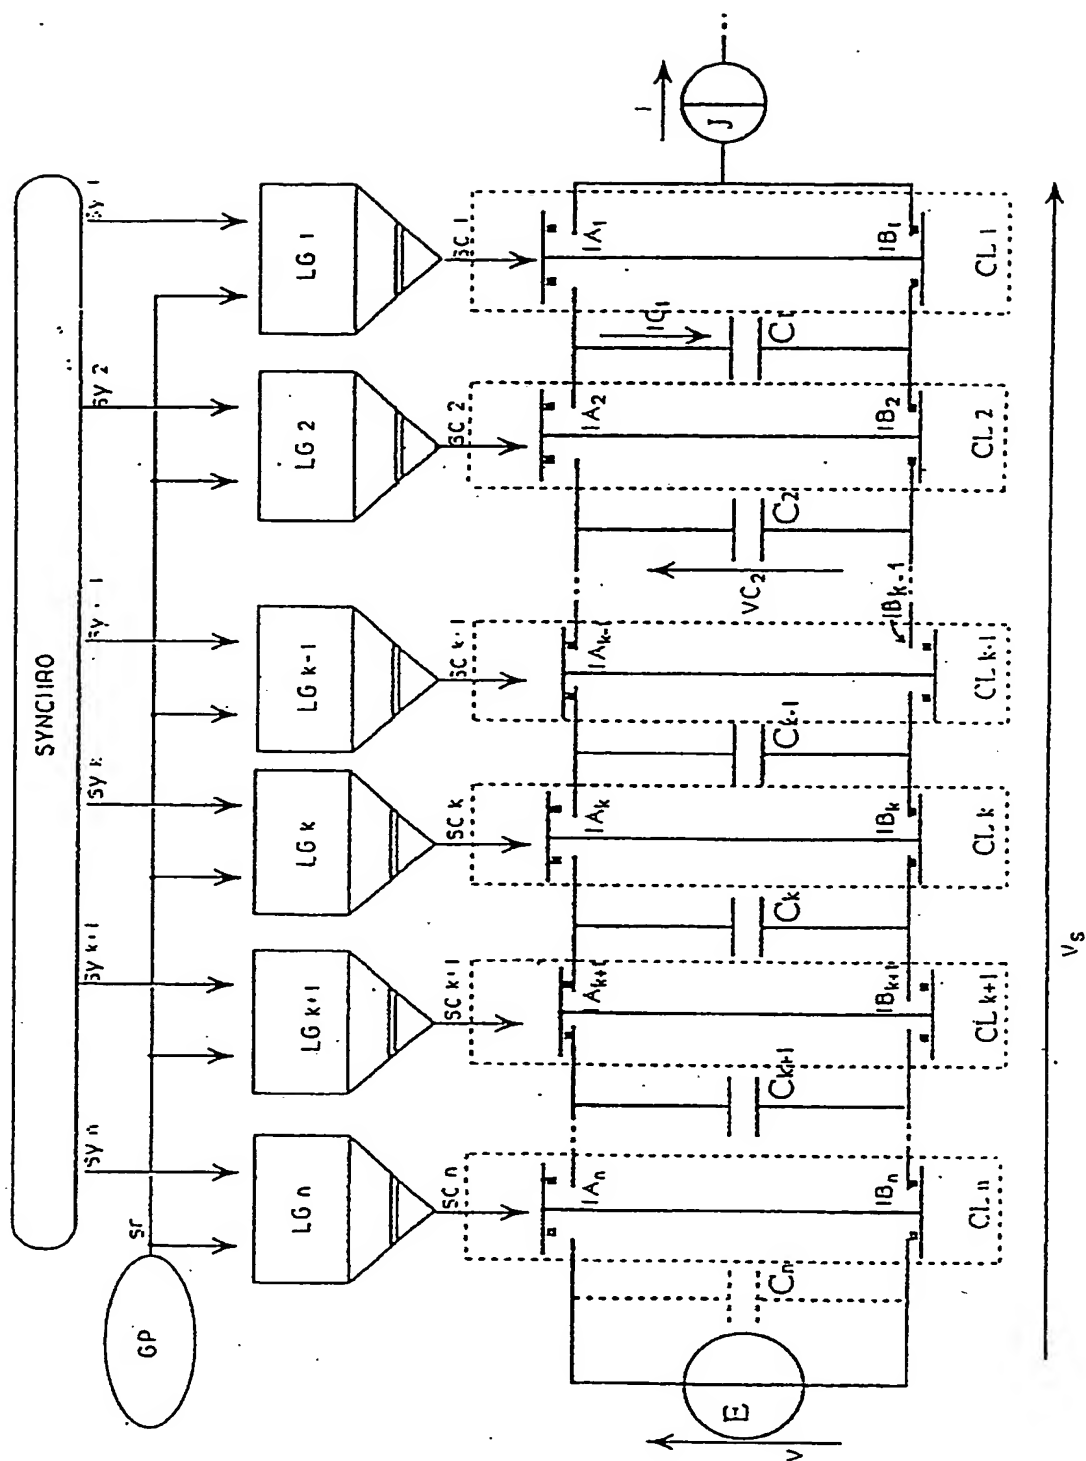 SYNCHRO
GP
sr
sy n
sy k+1
sy k
sy 2
sy 1
LG n
LG k+1
LG k
LG k-1
LG 2
LG 1
SC n
SC k+1
SC k
SC k-1
SC 2
SC 1
IAn
IAk+1
IAk
IAk-1
IA2
IA1
IC1
I
J
E
V
Cn
Ck+1
Ck
Ck-1
C2
C1
VC2
IBn
IBk+1
IBk
IBk-1
IB2
IB1
CL n
CL k+1
CL k
CL k-1
CL 2
CL 1
Vs